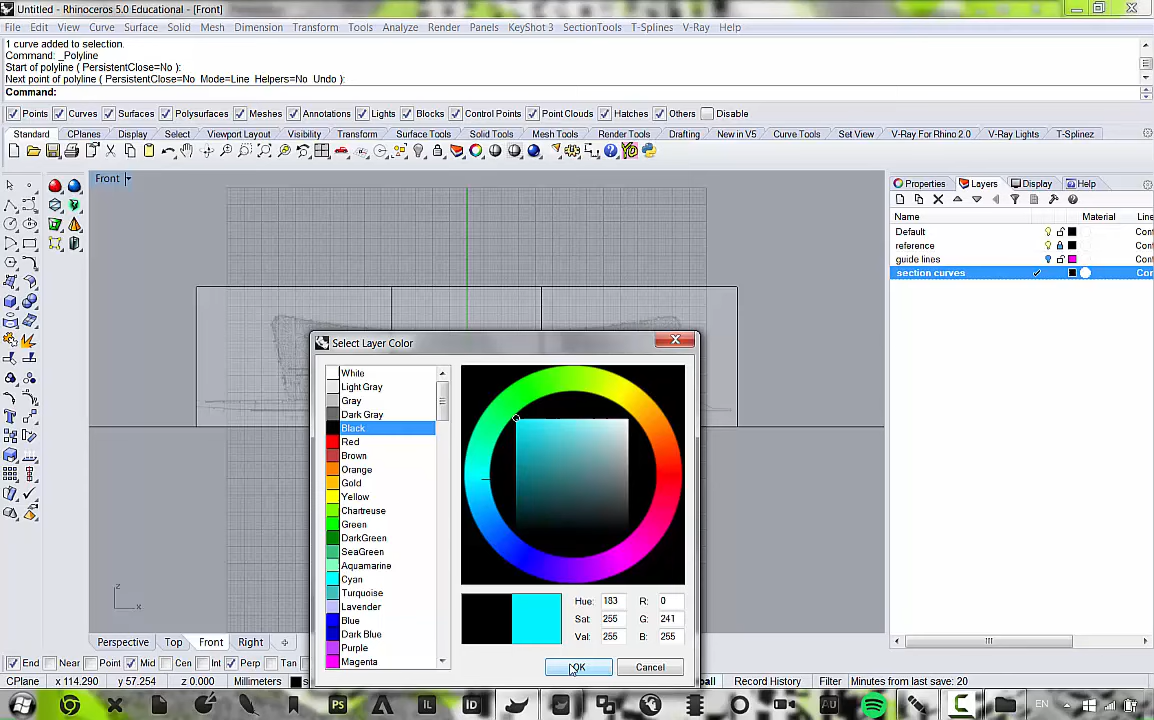 Untitled - Rhinoceros 5.0 Educational - [Front]
File Edit View Curve Surface Solid Mesh Dimension Transform Tools Analyze Render Panels KeyShot 3 SectionTools T-Splines V-Ray Help
1 curve added to selection.
Command: _Polyline
Start of polyline ( PersistentClose=No ):
Next point of polyline ( PersistentClose=No Mode=Line Helpers=No Undo ):
Command:
Points Curves Surfaces Polysurfaces Meshes Annotations Lights Blocks Control Points Point Clouds Hatches Others Disable
Standard CPlanes Display Select Viewport Layout Visibility Transform Surface Tools Solid Tools Mesh Tools Render Tools Drafting New in V5 Curve Tools Set View V-Ray For Rhino 2.0 V-Ray Lights T-Splinez
Front
Properties Layers Display Help
Name Material Line
Default Cont
reference Cont
guide lines Cont
section curves Cor
Select Layer Color
White
Light Gray
Gray
Dark Gray
Black
Red
Brown
Orange
Gold
Yellow
Chartreuse
Green
DarkGreen
SeaGreen
Aquamarine
Cyan
Turquoise
Lavender
Blue
Dark Blue
Purple
Magenta
Hue: 183 R: 0
Sat: 255 G: 241
Val: 255 B: 255
OK Cancel
z
x
Perspective Top Front Right
End Near Point Mid Cen Int Perp Tan
CPlane x 114.290 y 57.254 z 0.000 Millimeters Record History Filter Minutes from last save: 20
PS IL ID AU EN